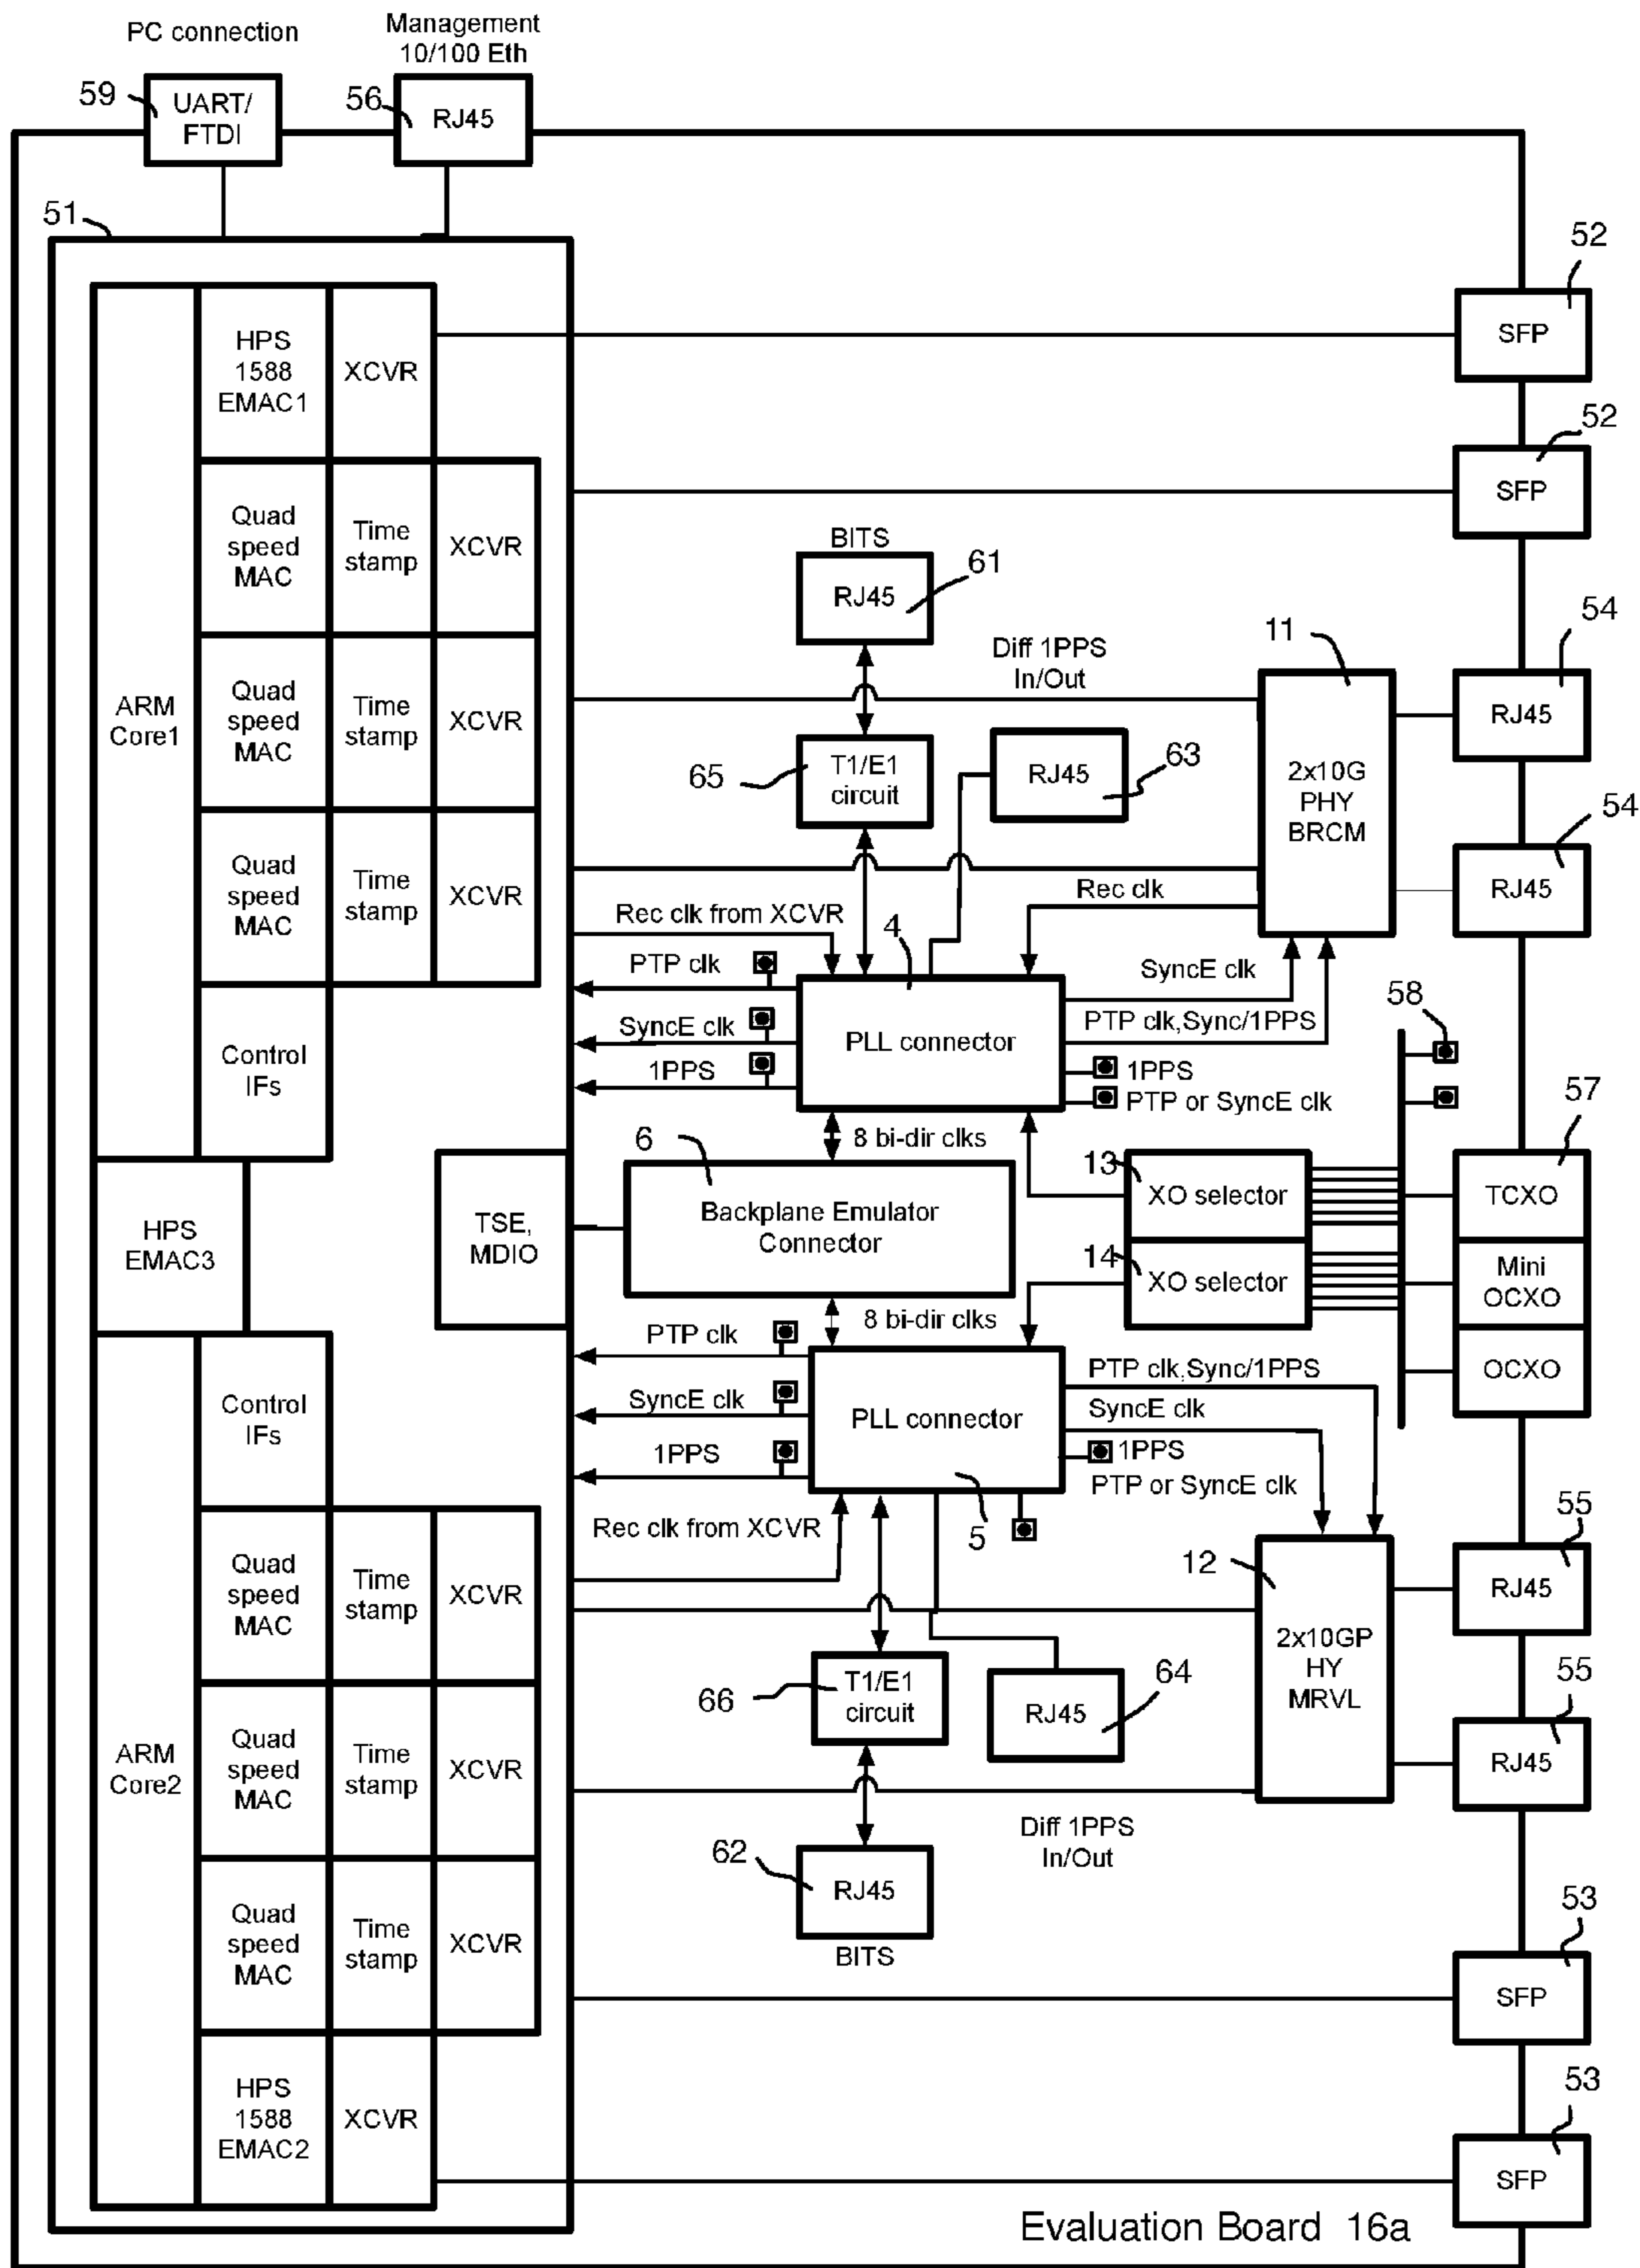 PC connection
Management
10/100 Eth
59
UART/
FTDI
56
RJ45
51
52
SFP
HPS
1588
EMAC1
XCVR
52
SFP
Quad
speed
MAC
Time
stamp
XCVR
BITS
RJ45
61
54
RJ45
11
Diff 1PPS
In/Out
ARM
Core1
Quad
speed
MAC
Time
stamp
XCVR
65
T1/E1
circuit
RJ45
63
2x10G
PHY
BRCM
54
RJ45
Quad
speed
MAC
Time
stamp
XCVR
Rec clk
Rec clk from XCVR
4
PTP clk
SyncE clk
58
SyncE clk
PTP clk,Sync/1PPS
PLL connector
Control
IFs
1PPS
1PPS
PTP or SyncE clk
57
6
8 bi-dir clks
13
XO selector
TCXO
HPS
EMAC3
TSE,
MDIO
Backplane Emulator
Connector
14
XO selector
Mini
OCXO
8 bi-dir clks
PTP clk
PTP clk,Sync/1PPS
OCXO
Control
IFs
SyncE clk
PLL connector
SyncE clk
1PPS
1PPS
PTP or SyncE clk
Rec clk from XCVR
5
55
RJ45
12
Quad
speed
MAC
Time
stamp
XCVR
2x10GP
HY
MRVL
66
T1/E1
circuit
RJ45
64
55
RJ45
ARM
Core2
Quad
speed
MAC
Time
stamp
XCVR
Diff 1PPS
In/Out
62
RJ45
BITS
53
SFP
Quad
speed
MAC
Time
stamp
XCVR
HPS
1588
EMAC2
XCVR
53
SFP
Evaluation Board 16a